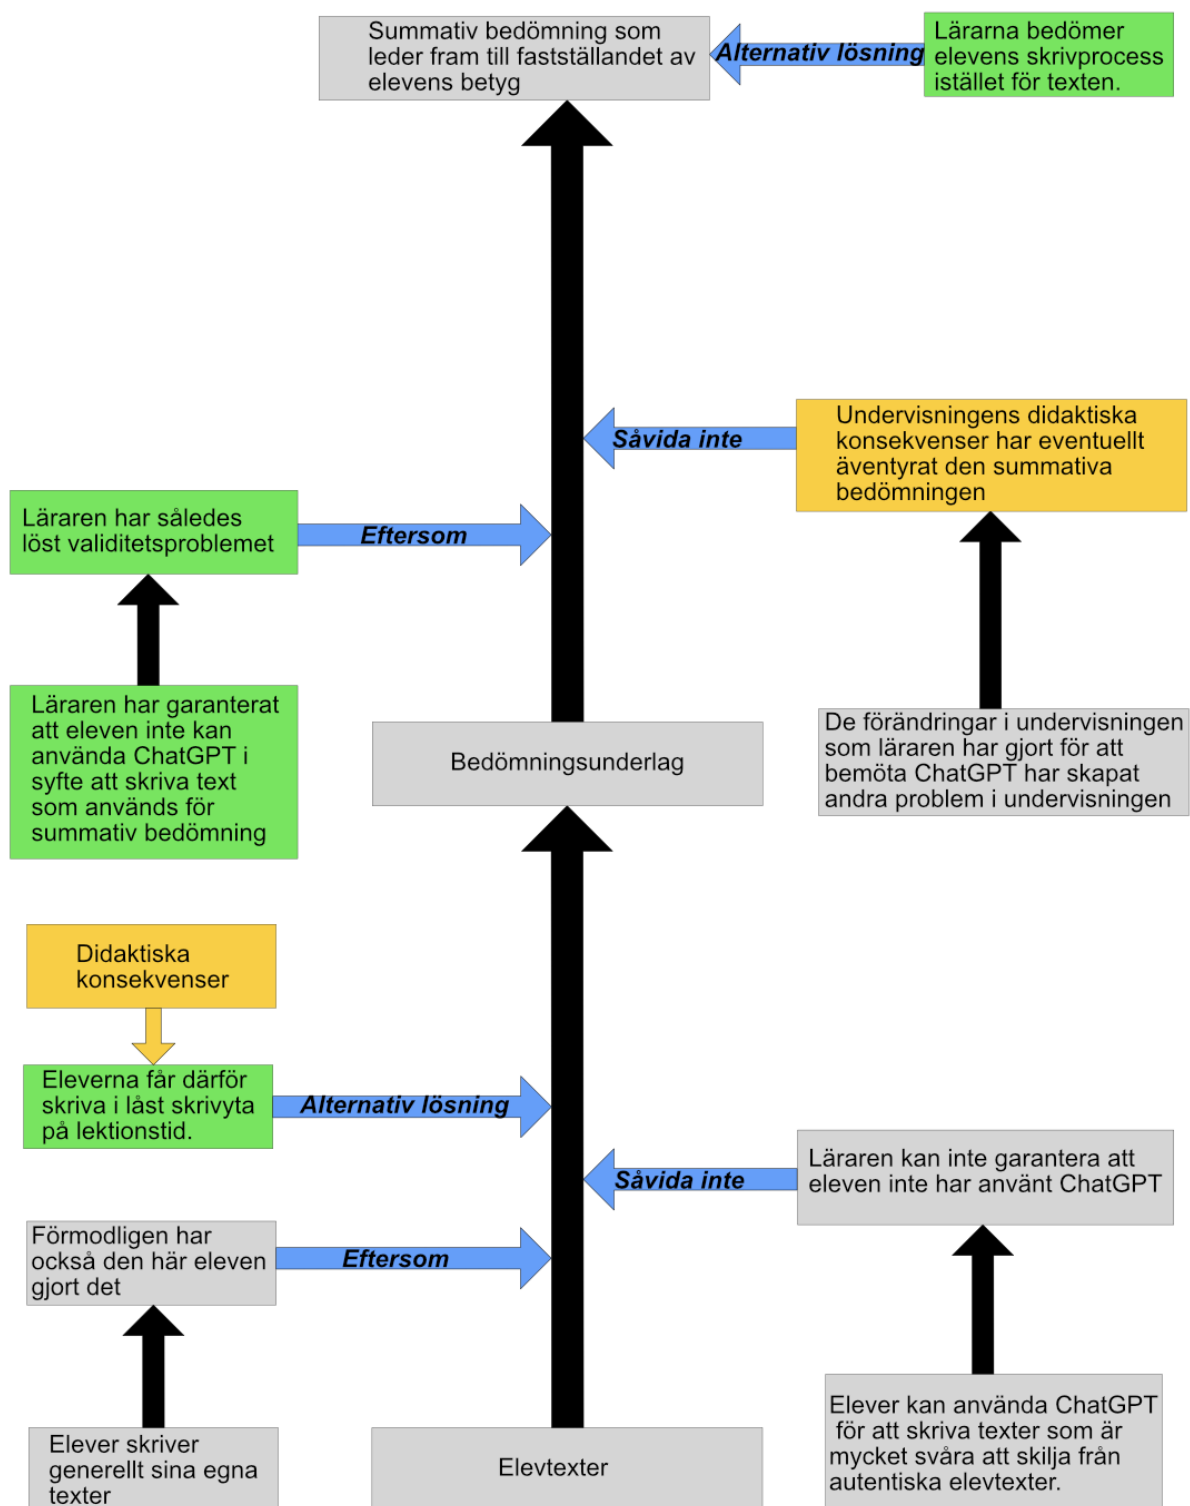 Summativ bedömning som
leder fram till fastställandet av
elevens betyg
Alternativ lösning
Lärarna bedömer
elevens skrivprocess
istället för texten.
Såvida inte
Undervisningens didaktiska
konsekvenser har eventuellt
äventyrat den summativa
bedömningen
Läraren har således
löst validitetsproblemet
Eftersom
Läraren har garanterat
att eleven inte kan
använda ChatGPT i
syfte att skriva text
som används för
summativ bedömning
Bedömningsunderlag
De förändringar i undervisningen
som läraren har gjort för att
bemöta ChatGPT har skapat
andra problem i undervisningen
Didaktiska
konsekvenser
Eleverna får därför
skriva i låst skrivyta
på lektionstid.
Alternativ lösning
Såvida inte
Läraren kan inte garantera att
eleven inte har använt ChatGPT
Förmodligen har
också den här eleven
gjort det
Eftersom
Elever skriver
generellt sina egna
texter
Elevtexter
Elever kan använda ChatGPT
för att skriva texter som är
mycket svåra att skilja från
autentiska elevtexter.